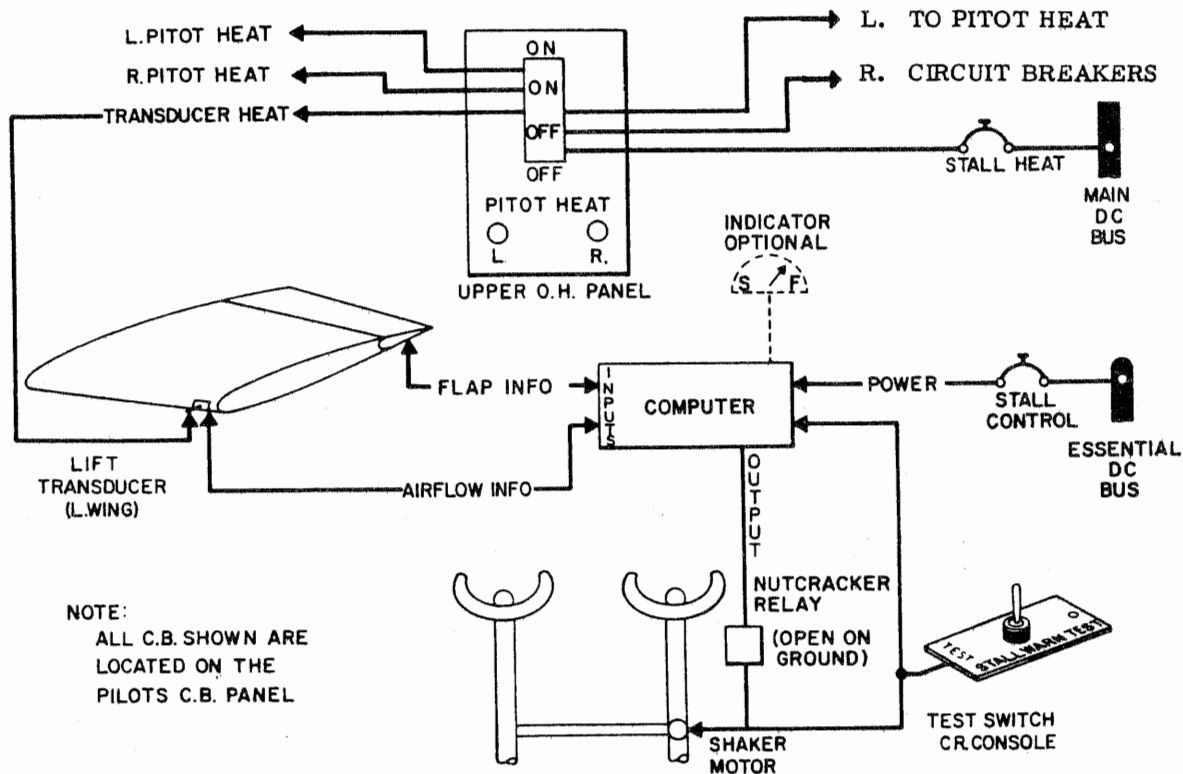 L. PITOT HEAT
R. PITOT HEAT
TRANSDUCER HEAT
ON
ON
OFF
OFF
PITOT HEAT
L.
R.
UPPER O.H. PANEL
L. TO PITOT HEAT
R. CIRCUIT BREAKERS
STALL HEAT
MAIN
DC
BUS
INDICATOR
OPTIONAL
S F
FLAP INFO
INPUTS
COMPUTER
POWER
STALL
CONTROL
ESSENTIAL
DC
BUS
LIFT
TRANSDUCER
(L.WING)
AIRFLOW INFO
OUTPUT
NUTCRACKER
RELAY
(OPEN ON
GROUND)
NOTE:
ALL C.B. SHOWN ARE
LOCATED ON THE
PILOTS C.B. PANEL
SHAKER
MOTOR
TEST
STALL WARN TEST
TEST SWITCH
CR.CONSOLE